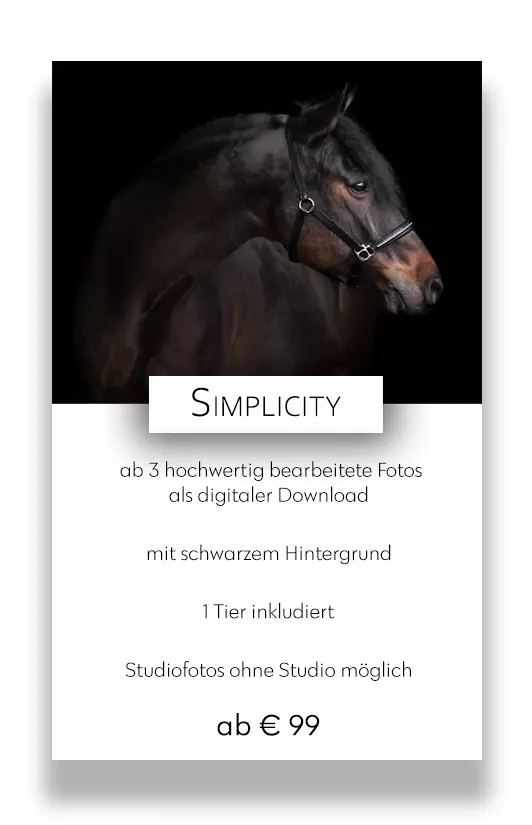 SIMPLICITY
ab 3 hochwertig bearbeitete Fotos
als digitaler Download
mit schwarzem Hintergrund
1 Tier inkludiert
Studiofotos ohne Studio möglich
ab € 99